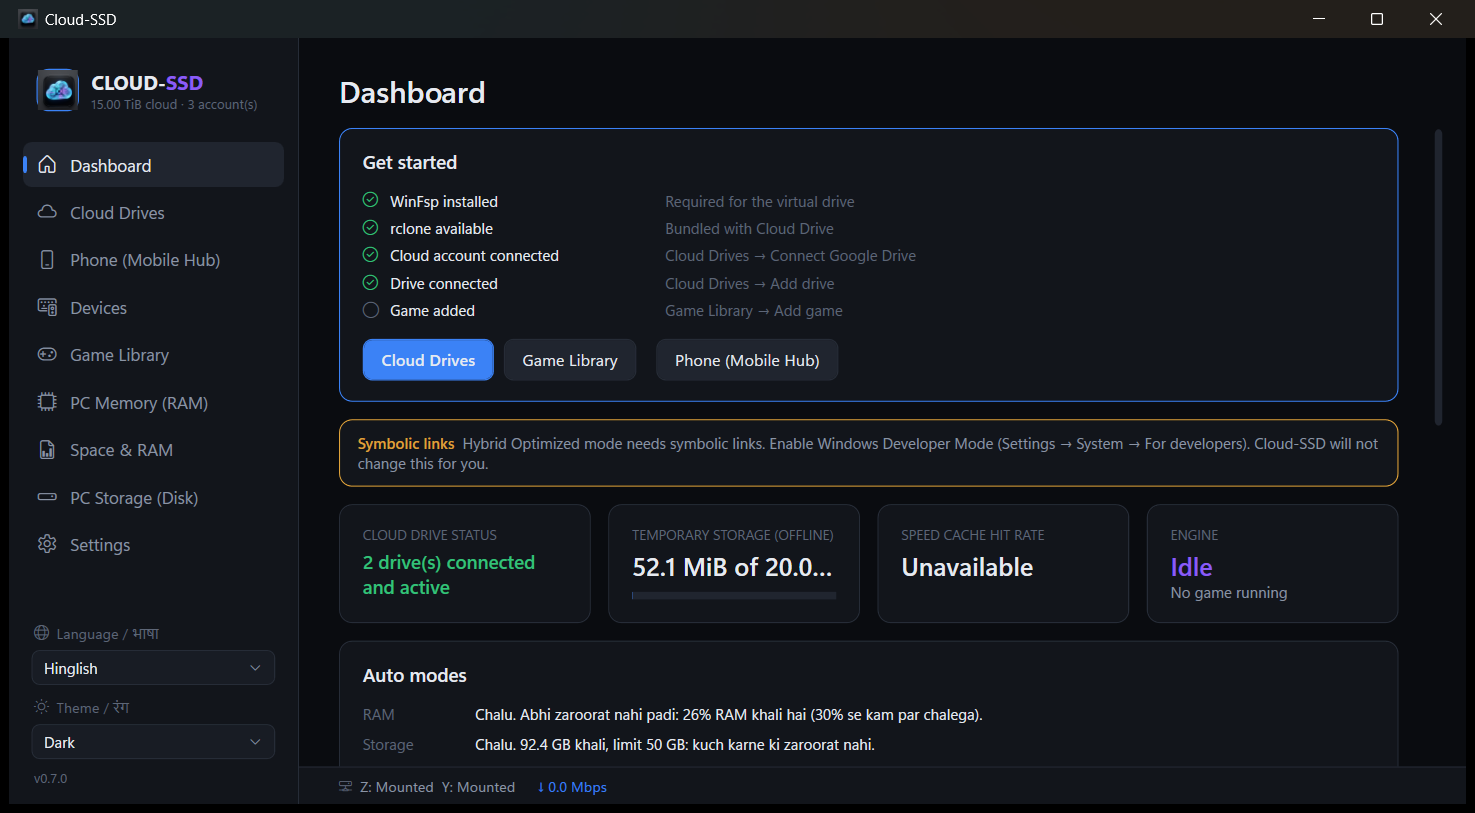 Cloud-SSD
CLOUD-SSD
15.00 TiB cloud · 3 account(s)
Dashboard
Cloud Drives
Phone (Mobile Hub)
Devices
Game Library
PC Memory (RAM)
Space & RAM
PC Storage (Disk)
Settings
Language / भाषा
Hinglish
Theme / रंग
Dark
v0.7.0
Dashboard
Get started
WinFsp installed Required for the virtual drive
rclone available Bundled with Cloud Drive
Cloud account connected Cloud Drives → Connect Google Drive
Drive connected Cloud Drives → Add drive
Game added Game Library → Add game
Cloud Drives Game Library Phone (Mobile Hub)
Symbolic links Hybrid Optimized mode needs symbolic links. Enable Windows Developer Mode (Settings → System → For developers). Cloud-SSD will not
change this for you.
CLOUD DRIVE STATUS
2 drive(s) connected
and active
TEMPORARY STORAGE (OFFLINE)
52.1 MiB of 20.0...
SPEED CACHE HIT RATE
Unavailable
ENGINE
Idle
No game running
Auto modes
RAM Chalu. Abhi zaroorat nahi padi: 26% RAM khali hai (30% se kam par chalega).
Storage Chalu. 92.4 GB khali, limit 50 GB: kuch karne ki zaroorat nahi.
Z: Mounted Y: Mounted ↓ 0.0 Mbps